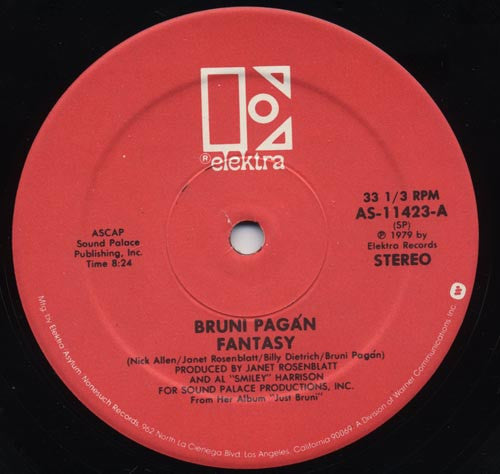 ® elektra
33 1/3 RPM
AS-11423-A
(SP)
℗ 1979 by
Elektra Records
STEREO
ASCAP
Sound Palace
Publishing, Inc.
Time 8:24
BRUNI PAGÁN
FANTASY
(Nick Allen/Janet Rosenblatt/Billy Dietrich/Bruni Pagán)
PRODUCED BY JANET ROSENBLATT
AND AL "SMILEY" HARRISON
FOR SOUND PALACE PRODUCTIONS, INC.
From Her Album "Just Bruni"
Mfg. by Elektra/Asylum/Nonesuch Records, 962 North La Cienega Blvd. Los Angeles, California 90069. A Division of Warner Communications, Inc.